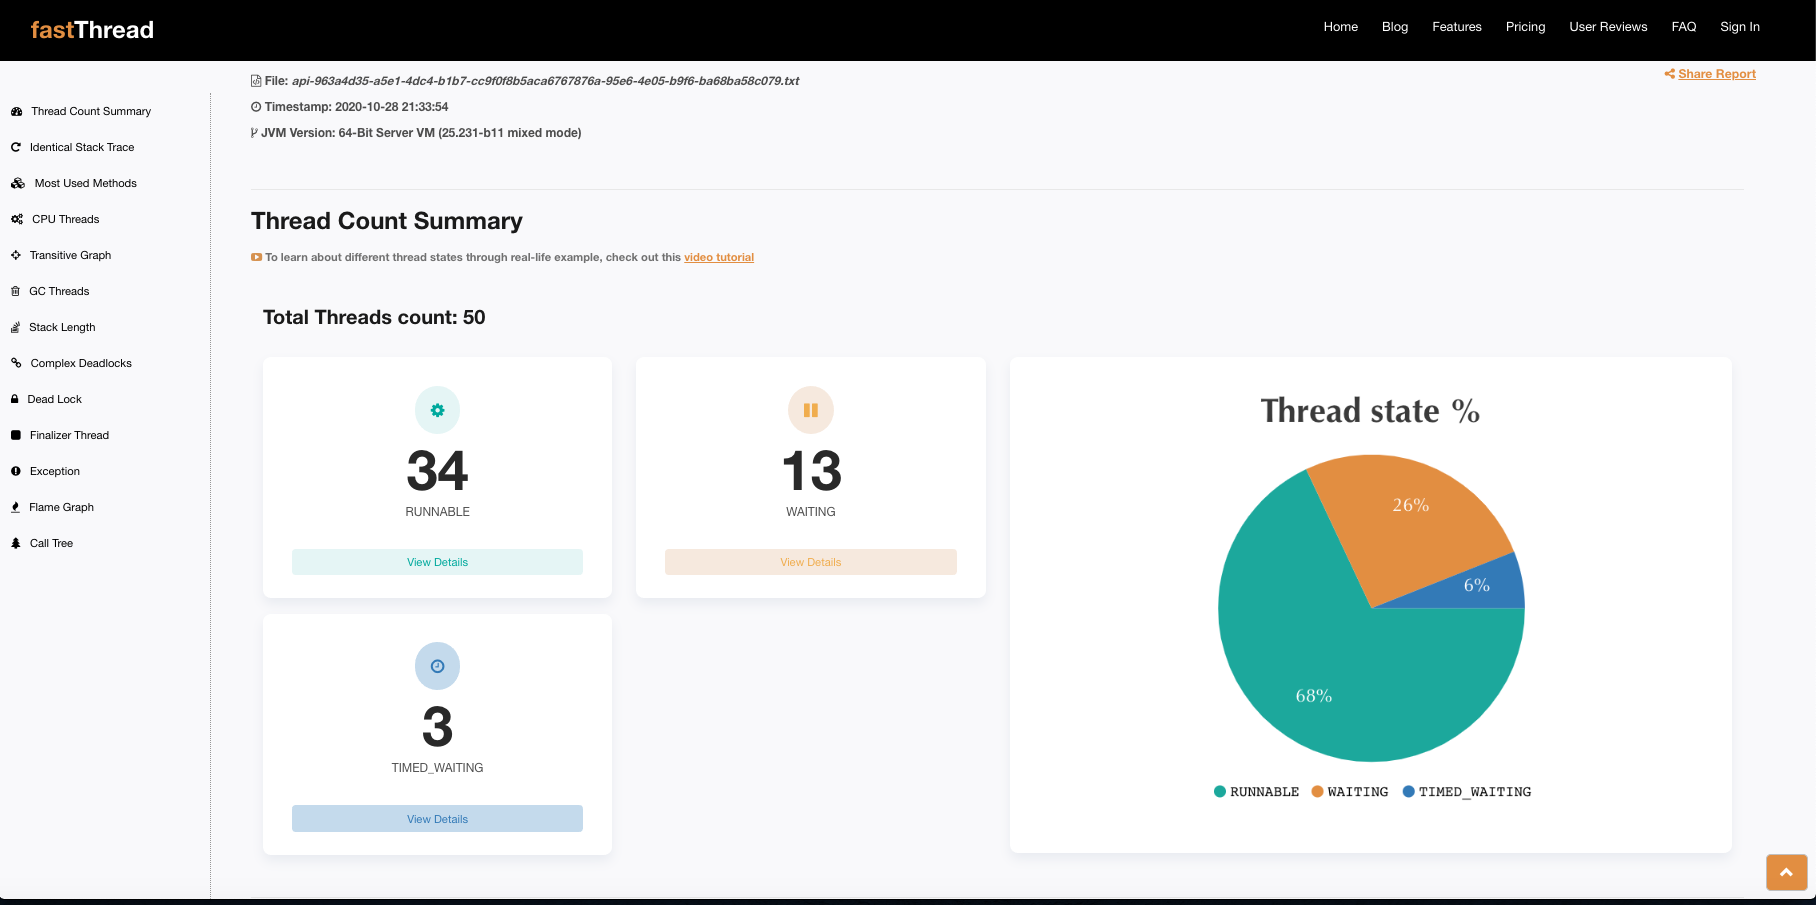 fastThread
Home Blog Features Pricing User Reviews FAQ Sign In
File: api-963a4d35-a5e1-4dc4-b1b7-cc9f0f8b5aca6767876a-95e6-4e05-b9f6-ba68ba58c079.txt
Share Report
Timestamp: 2020-10-28 21:33:54
JVM Version: 64-Bit Server VM (25.231-b11 mixed mode)
Thread Count Summary
Identical Stack Trace
Most Used Methods
CPU Threads
Transitive Graph
GC Threads
Stack Length
Complex Deadlocks
Dead Lock
Finalizer Thread
Exception
Flame Graph
Call Tree
Thread Count Summary
To learn about different thread states through real-life example, check out this video tutorial
Total Threads count: 50
34
RUNNABLE
View Details
13
WAITING
View Details
3
TIMED_WAITING
View Details
Thread state %
26%
6%
68%
RUNNABLE WAITING TIMED_WAITING